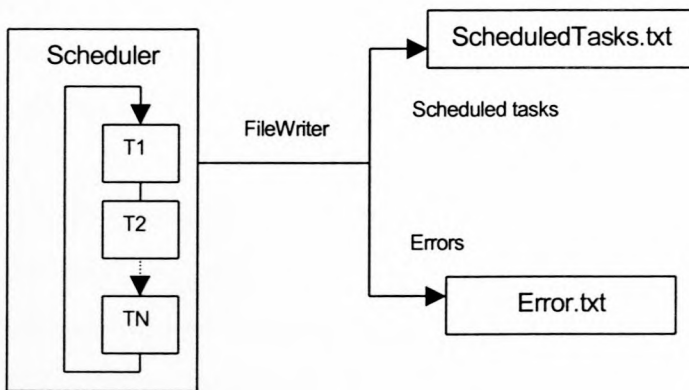 Scheduler
T1
T2
TN
FileWriter
ScheduledTasks.txt
Scheduled tasks
Errors
Error.txt